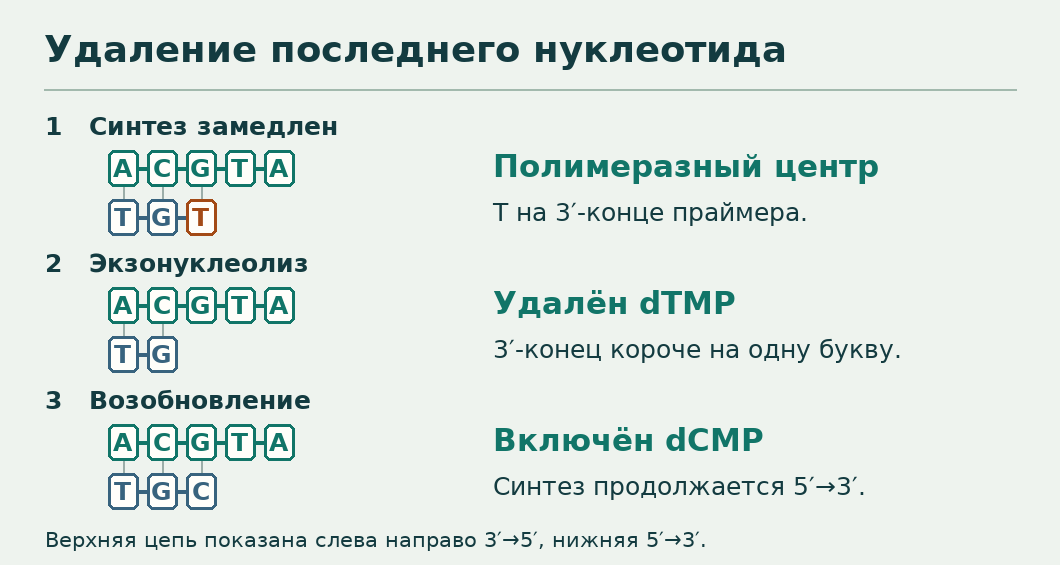 Удаление последнего нуклеотида
1 Синтез замедлен
A C G T A
T G T
Полимеразный центр
T на 3′-конце праймера.
2 Экзонуклеолиз
A C G T A
T G
Удалён dTMP
3′-конец короче на одну букву.
3 Возобновление
A C G T A
T G C
Включён dCMP
Синтез продолжается 5′→3′.
Верхняя цепь показана слева направо 3′→5′, нижняя 5′→3′.